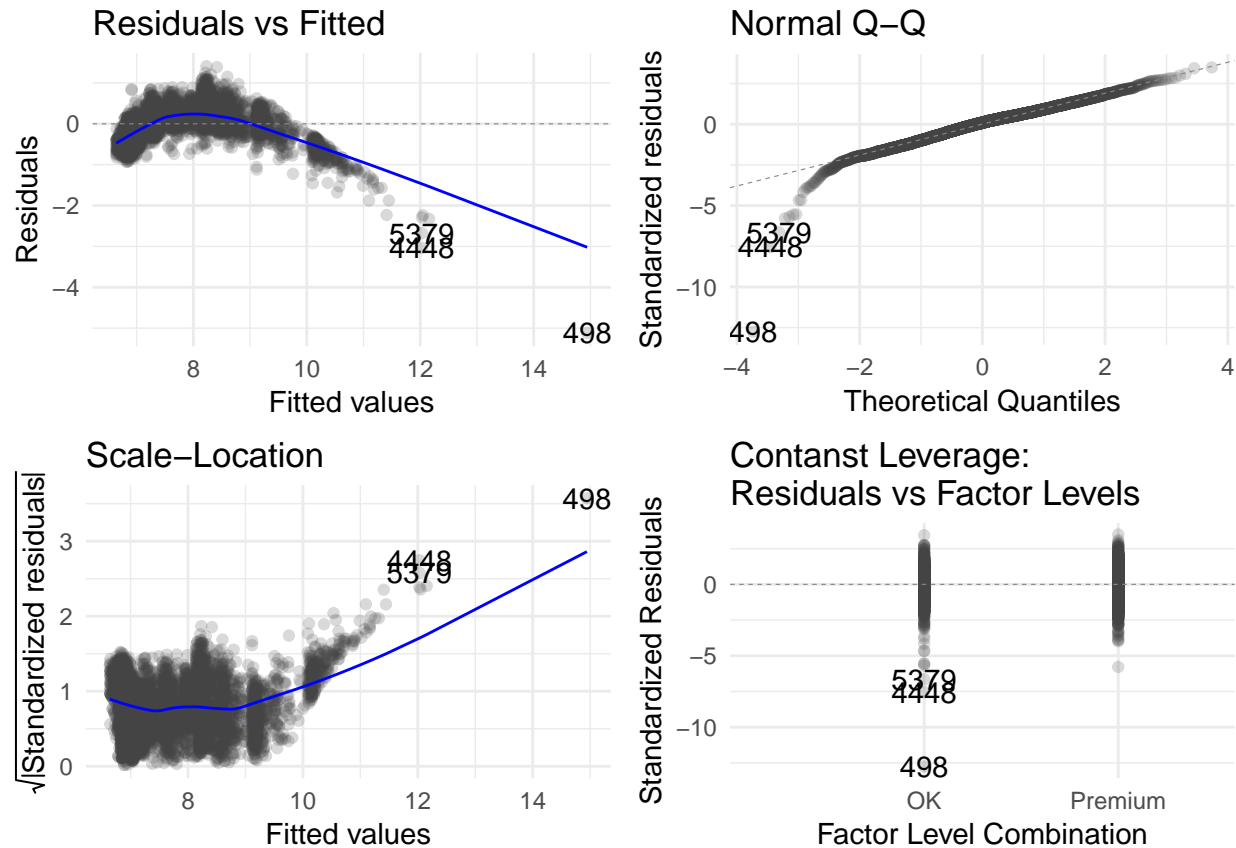 Residuals vs Fitted
Residuals
0
−2
−4
5379
4448
498
8
10
12
14
Fitted values
Normal Q−Q
Standardized residuals
0
−5
−10
5379
4448
498
−4
−2
0
2
4
Theoretical Quantiles
Scale−Location
√|Standardized residuals|
3
2
1
0
498
4448
5379
8
10
12
14
Fitted values
Contanst Leverage:
Residuals vs Factor Levels
Standardized Residuals
0
−5
−10
5379
4448
498
OK
Premium
Factor Level Combination